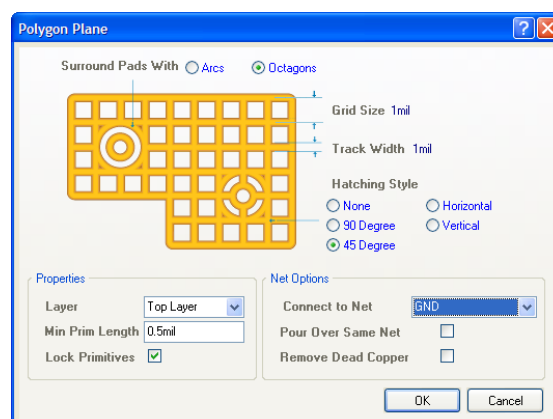 Polygon Plane
Surround Pads With Arcs Octagons
Grid Size 1mil
Track Width 1mil
Hatching Style
None Horizontal
90 Degree Vertical
45 Degree
Properties
Layer Top Layer
Min Prim Length 0.5mil
Lock Primitives
Net Options
Connect to Net GND
Pour Over Same Net
Remove Dead Copper
OK Cancel